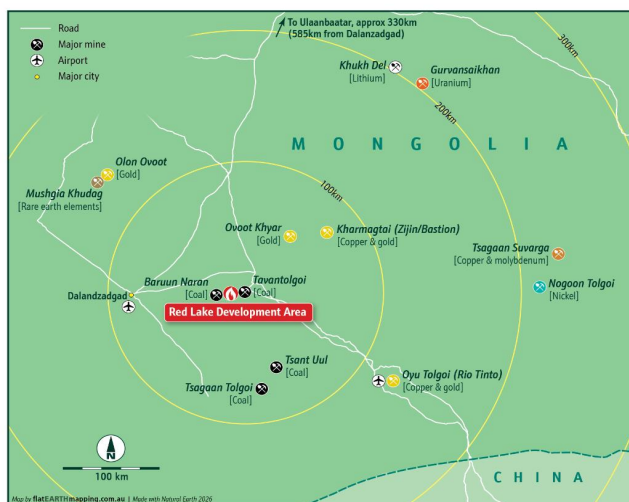 Road
Major mine
Airport
Major city
To Ulaanbaatar, approx 330km
(585km from Dalanzadgad)
300km
Khukh Del
[Lithium]
Gurvansaikhan
[Uranium]
200km
MONGOLIA
Olon Ovoot
[Gold]
Mushgia Khudag
[Rare earth elements]
100km
Ovoot Khyar
[Gold]
Kharmagtai (Zijin/Bastion)
[Copper & gold]
Tsagaan Suvarga
[Copper & molybdenum]
Nogoon Tolgoi
[Nickel]
Dalandzadgad
Baruun Naran
[Coal]
Tavantolgoi
[Coal]
Red Lake Development Area
Tsant Uul
[Coal]
Tsagaan Tolgoi
[Coal]
Oyu Tolgoi (Rio Tinto)
[Copper & gold]
N
100 km
CHINA
Map by flatEARTHmapping.com.au | Made with Natural Earth 2026